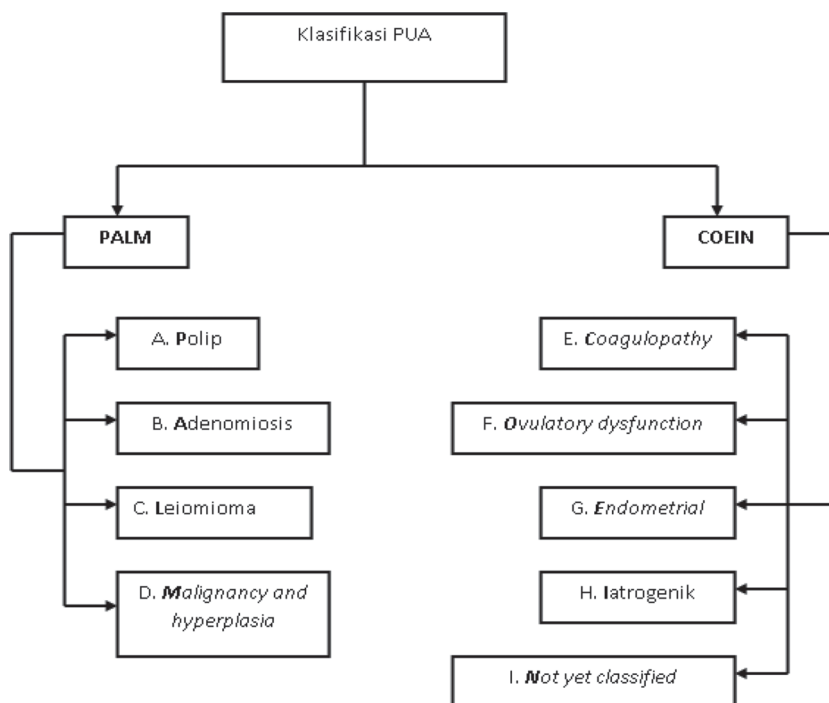 Klasifikasi PUA
PALM
COEIN
A. Polip
B. Adenomiosis
C. Leiomioma
D. Malignancy and
hyperplasia
E. Coagulopathy
F. Ovulatory dysfunction
G. Endometrial
H. Iatrogenik
I. Not yet classified